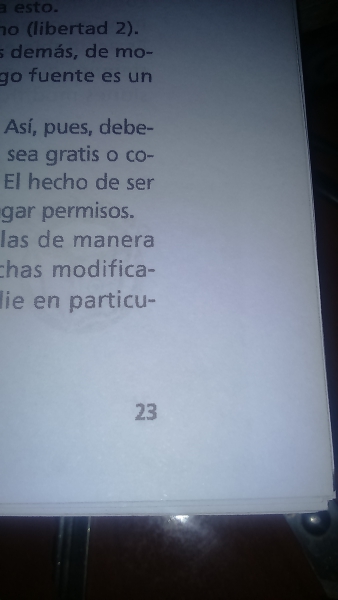 a esto.
no (libertad 2).
s demás, de mo-
go fuente es un
Así, pues, debe-
sea gratis o co-
El hecho de ser
gar permisos.
las de manera
chas modifica-
lie en particu-
23